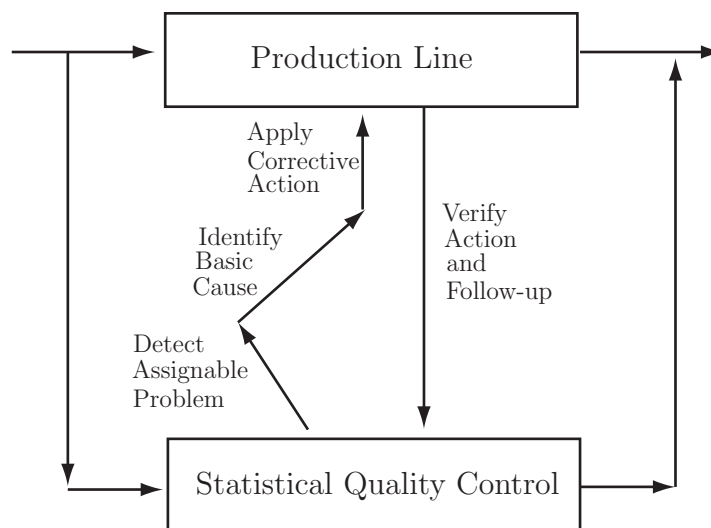 Production Line
Apply
Corrective
Action
Identify
Basic
Cause
Verify
Action
and
Follow-up
Detect
Assignable
Problem
Statistical Quality Control